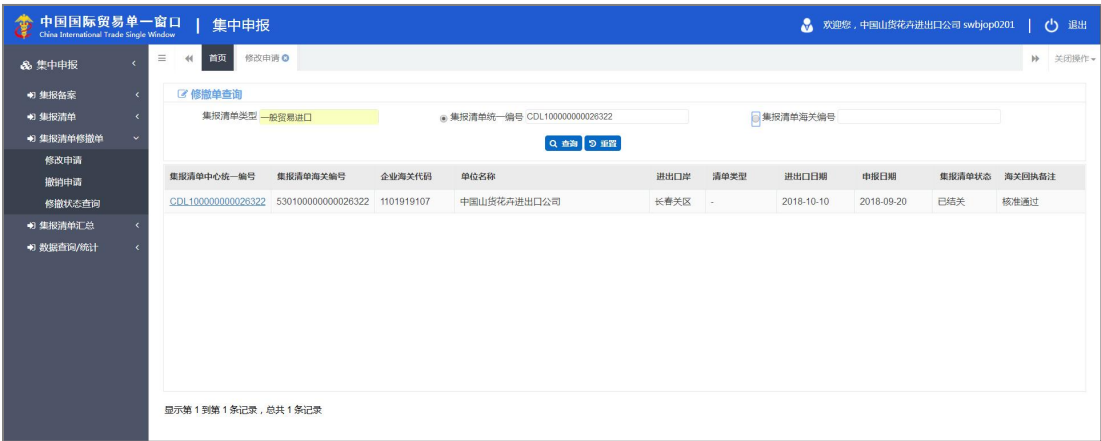 中国国际贸易单一窗口 | 集中申报 欢迎您，中国山货花卉进出口公司 swbjop0201 | 退出
China International Trade Single Window
集中申报 首页 修改申请 关闭操作
集报备案
集报清单
集报清单修撤单
修改申请
撤销申请
修撤状态查询
集报清单汇总
数据查询/统计
修撤单查询
集报清单类型 一般贸易进口 集报清单统一编号 CDL100000000026322 集报清单海关编号
查询 重置
集报清单中心统一编号 集报清单海关编号 企业海关代码 单位名称 进出口岸 清单类型 进出口日期 申报日期 集报清单状态 海关回执备注
CDL100000000026322 530100000000026322 1101919107 中国山货花卉进出口公司 长春关区 - 2018-10-10 2018-09-20 已结关 核准通过
显示第 1 到第 1 条记录，总共 1 条记录